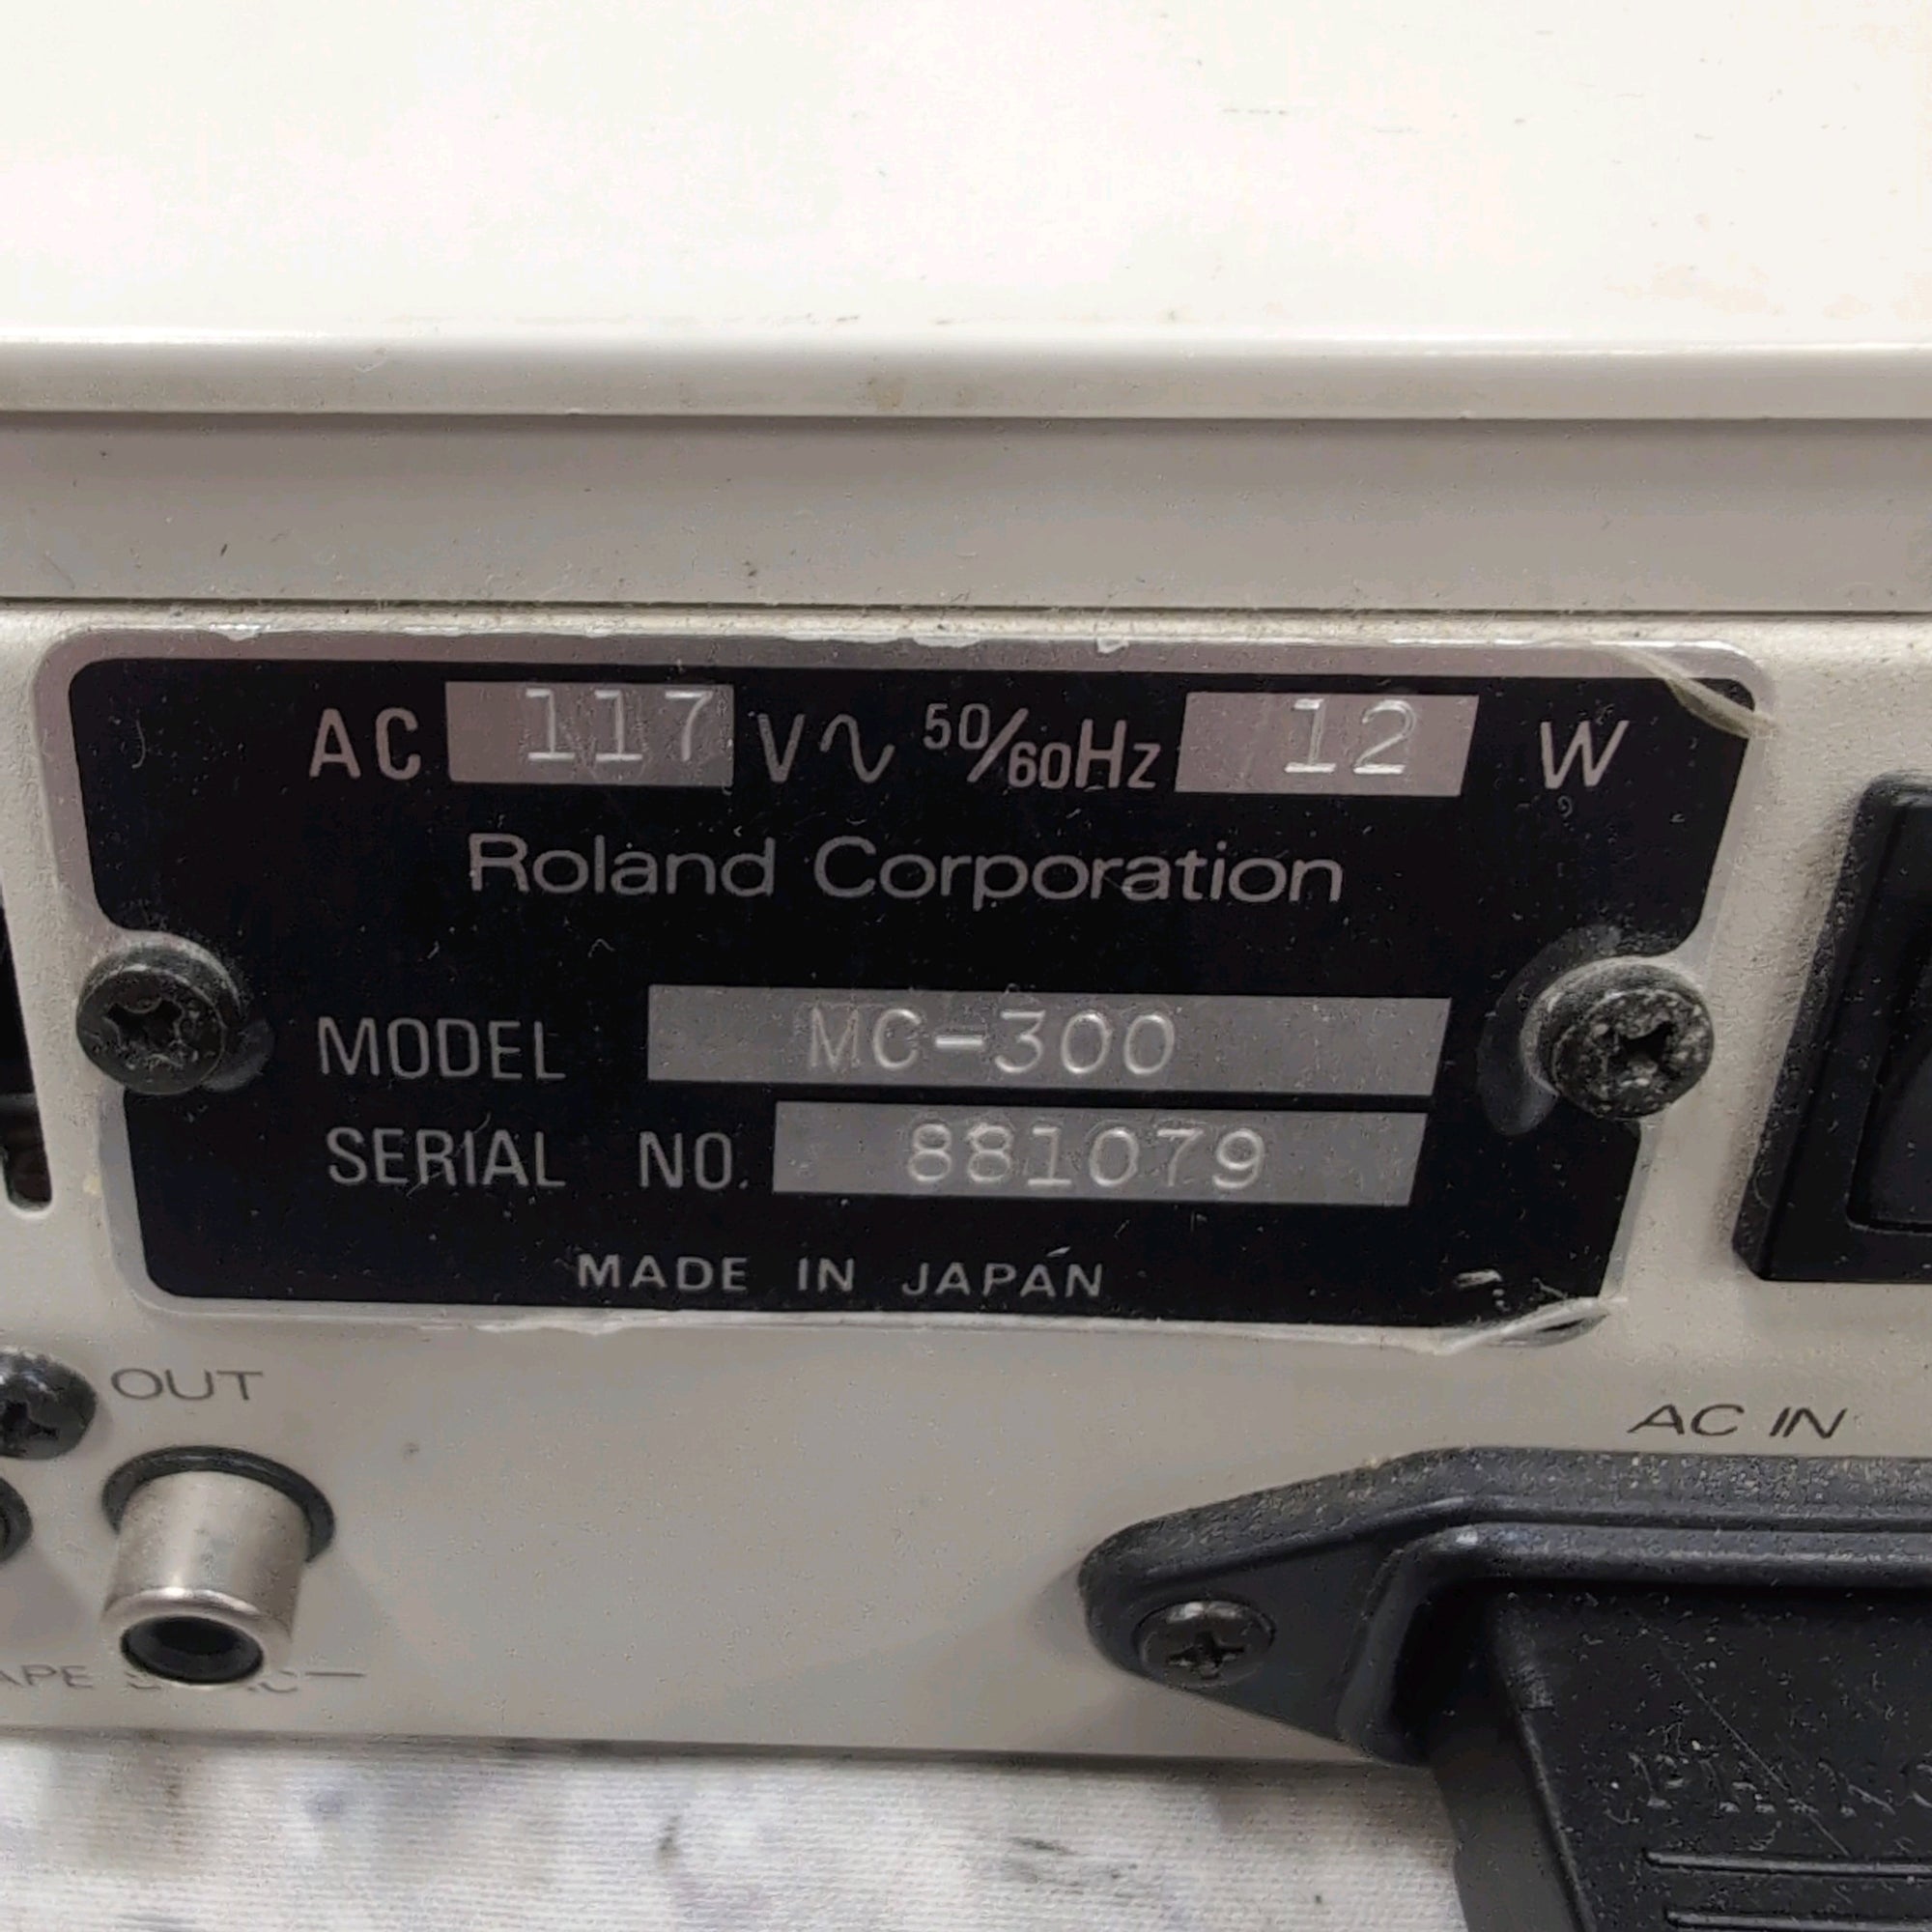 AC 117 V∿ 50/60Hz 12 W
Roland Corporation
MODEL MC-300
SERIAL NO. 881079
MADE IN JAPAN
OUT
AC IN